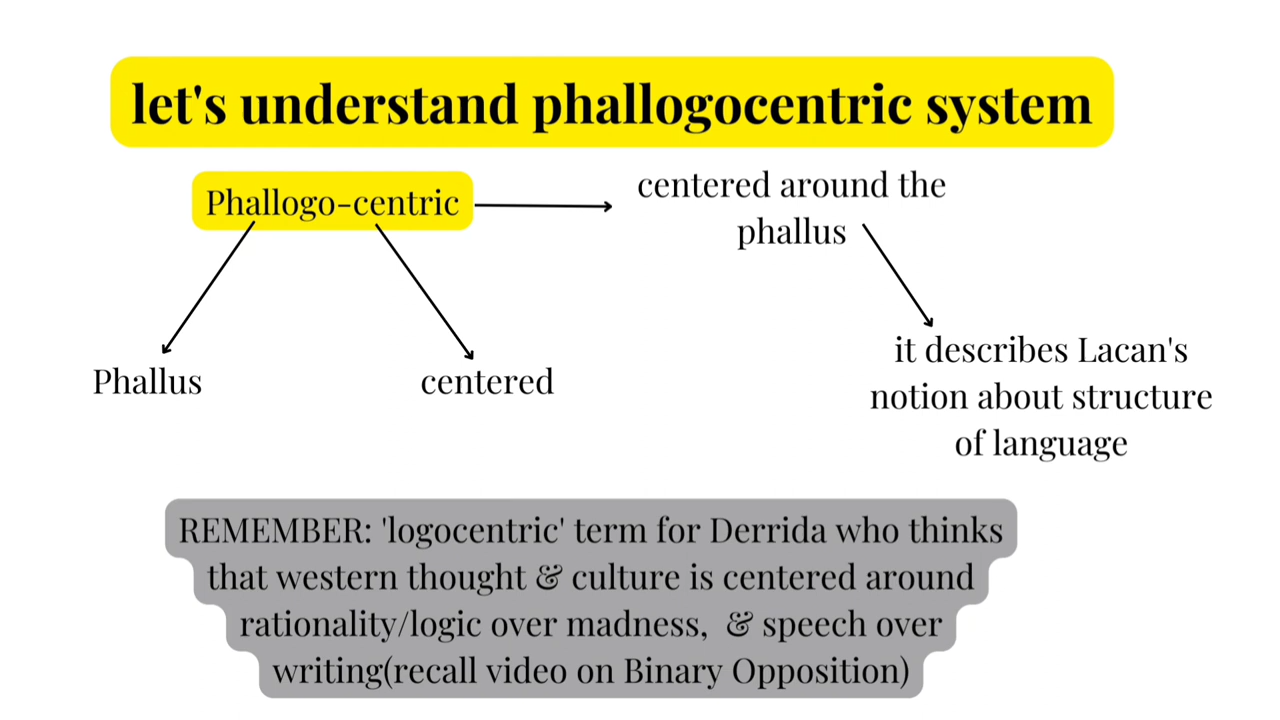 let's understand phallogocentric system
Phallogo-centric
centered around the
phallus
Phallus
centered
it describes Lacan's
notion about structure
of language
REMEMBER: 'logocentric' term for Derrida who thinks
that western thought & culture is centered around
rationality/logic over madness, & speech over
writing(recall video on Binary Opposition)